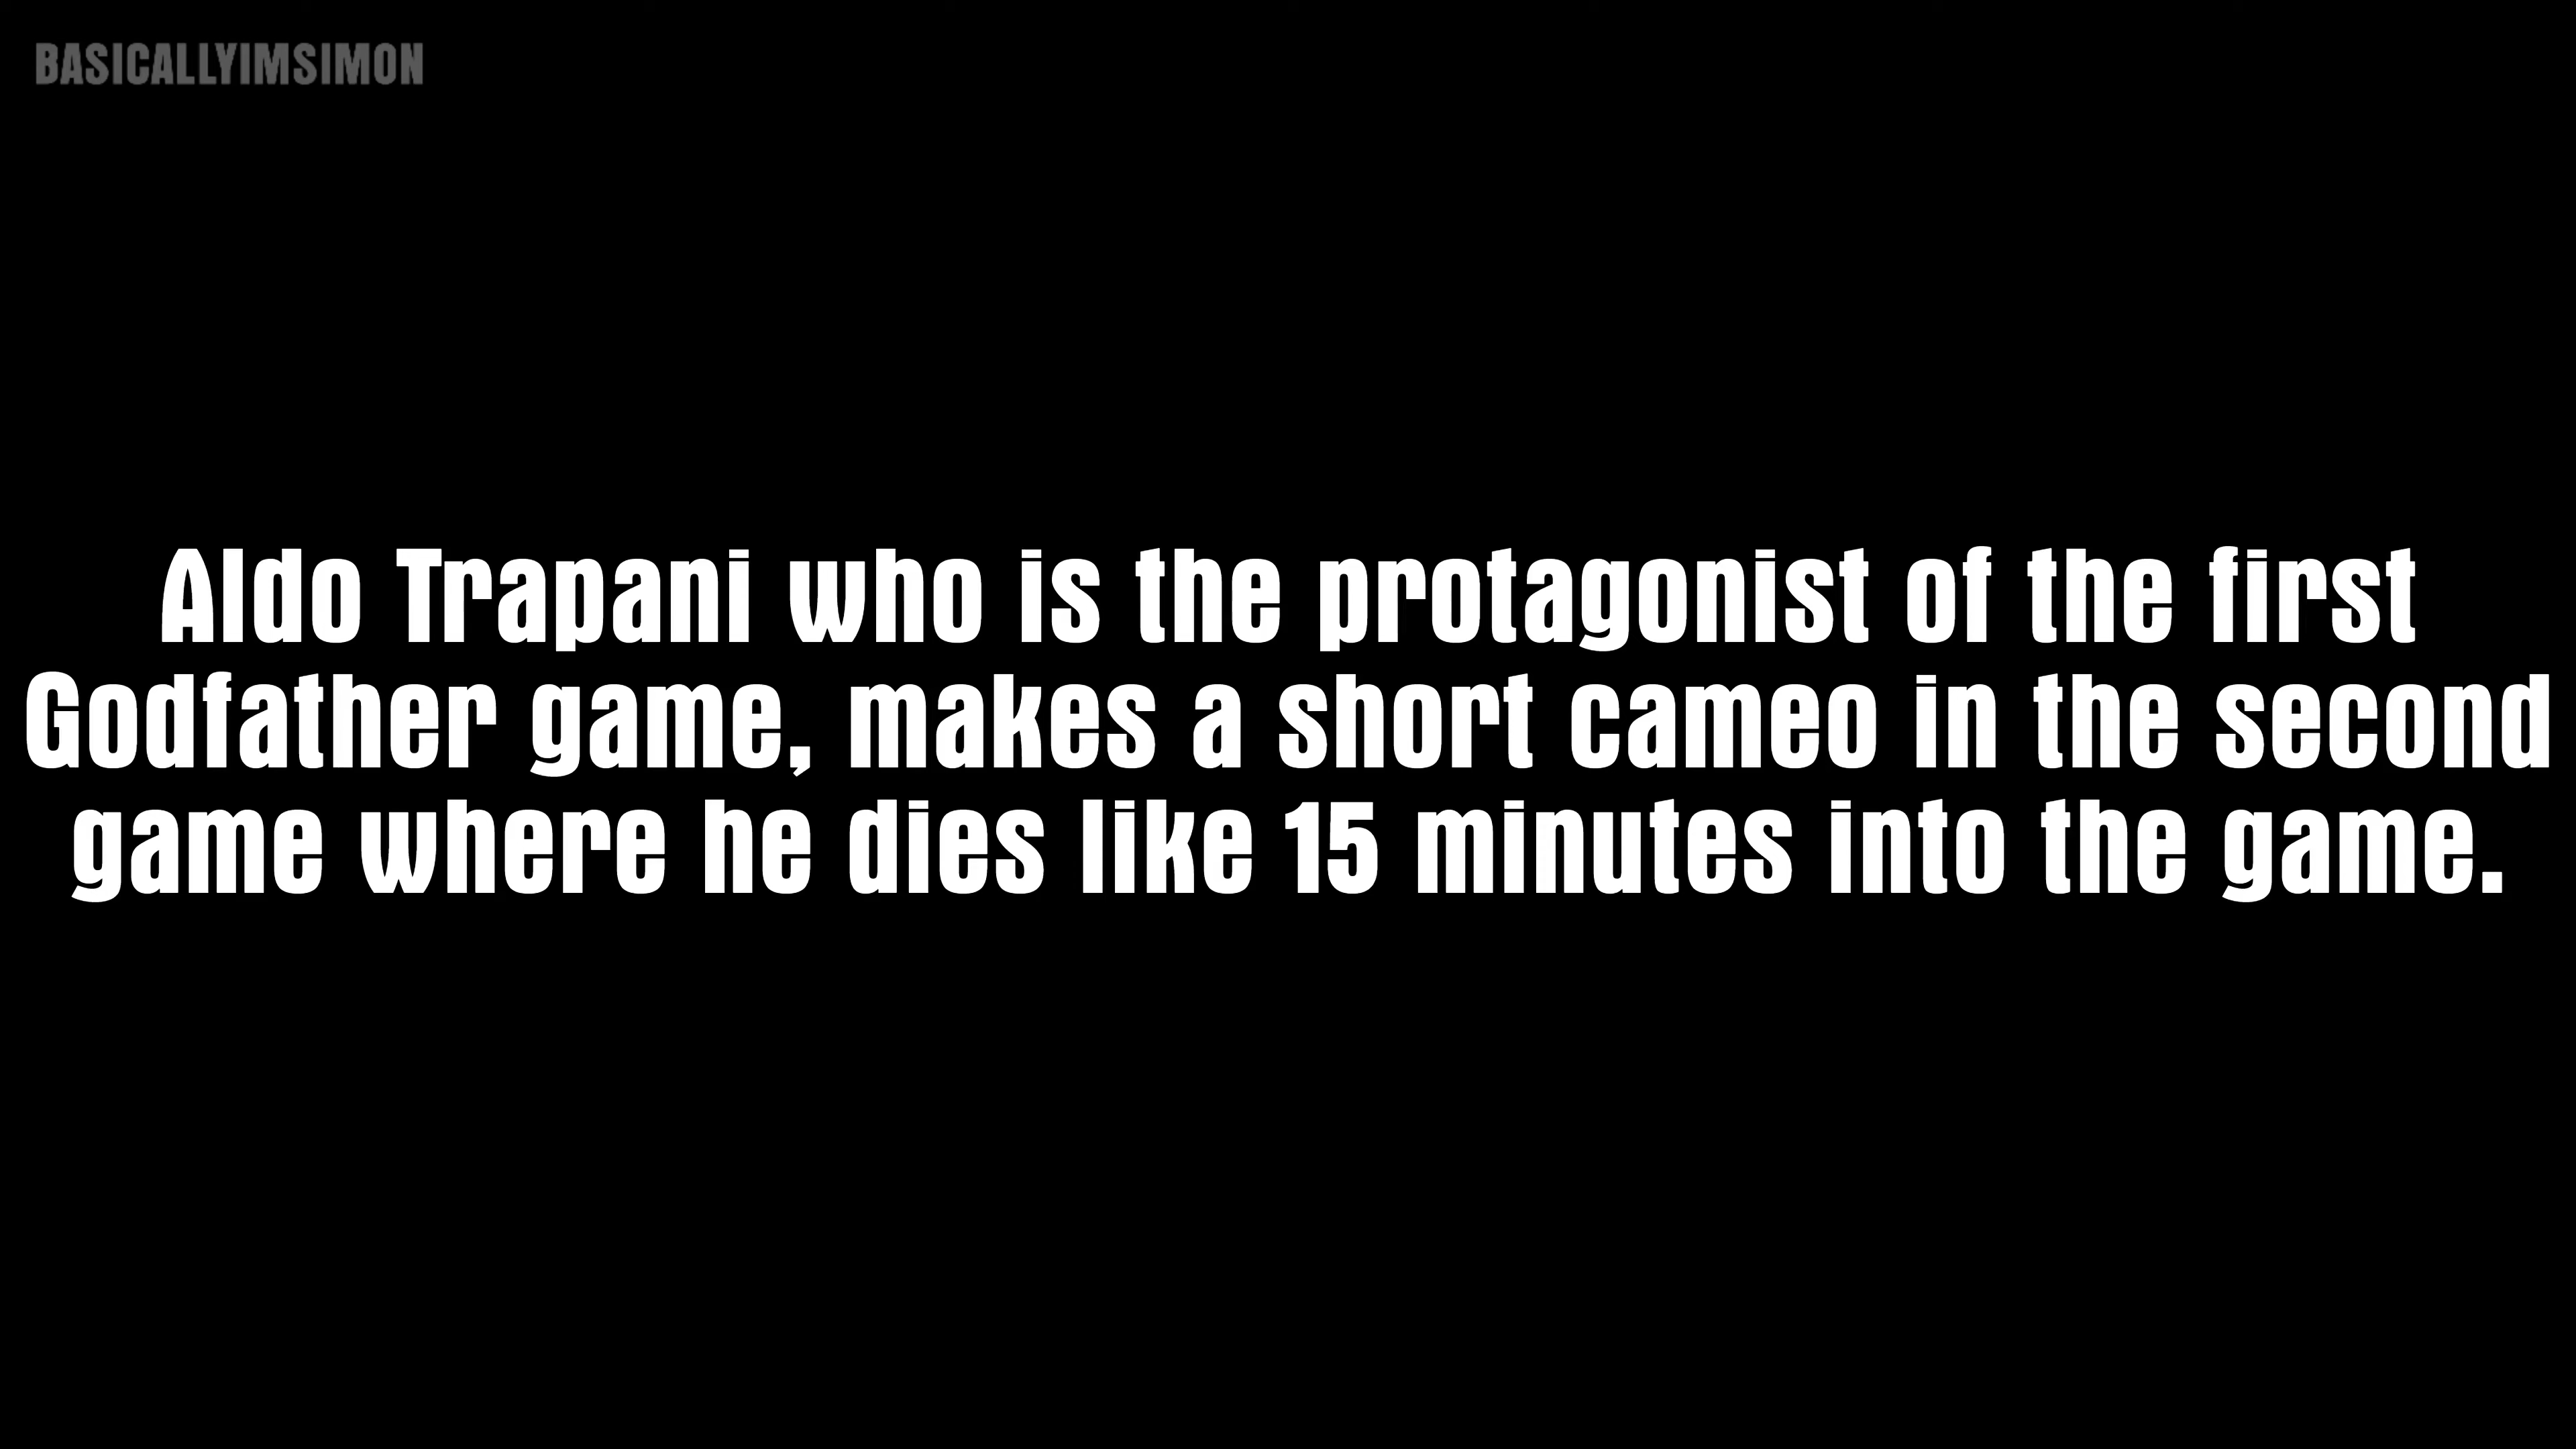 BASICALLYIMSIMON
Aldo Trapani who is the protagonist of the first
Godfather game, makes a short cameo in the second
game where he dies like 15 minutes into the game.